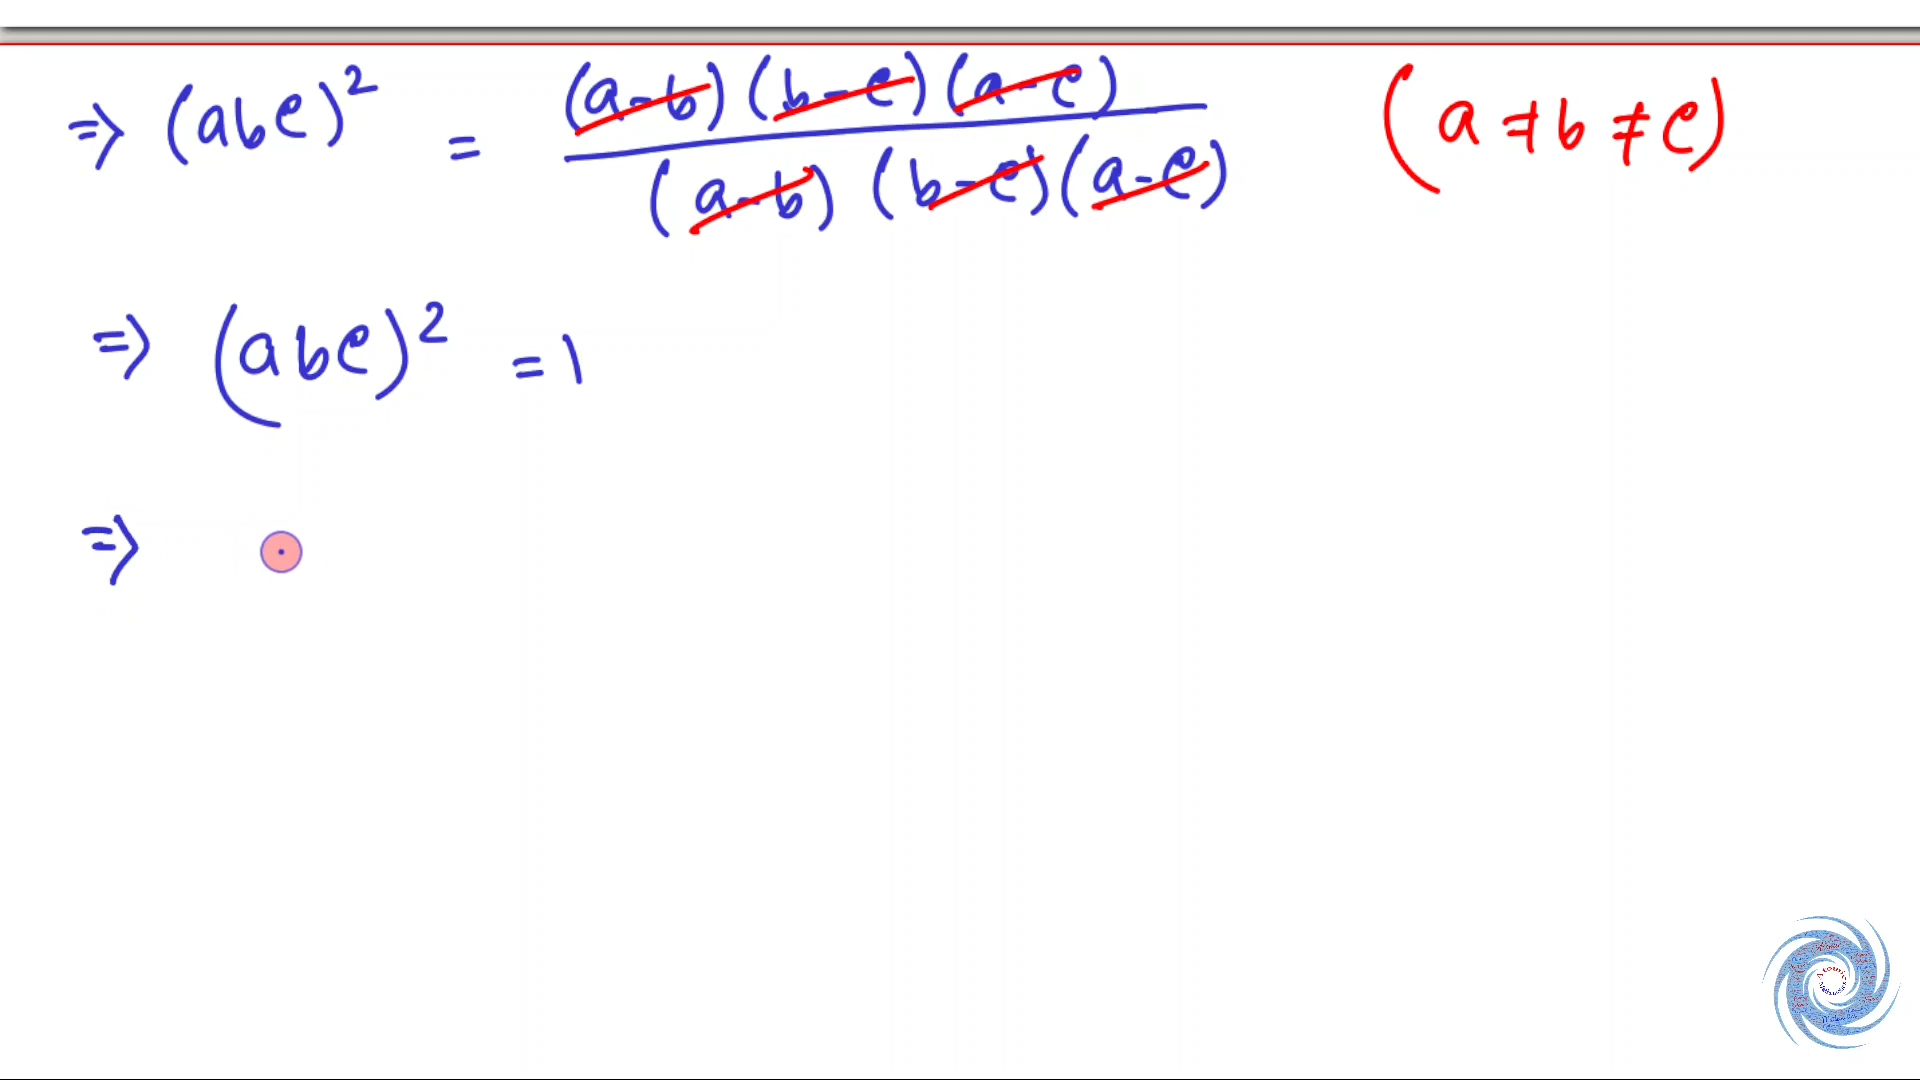 ⇒ (abc)² = (a-b)(b-c)(a-c) / (a-b)(b-c)(a-c) (a ≠ b ≠ c)
⇒ (abc)² = 1
⇒